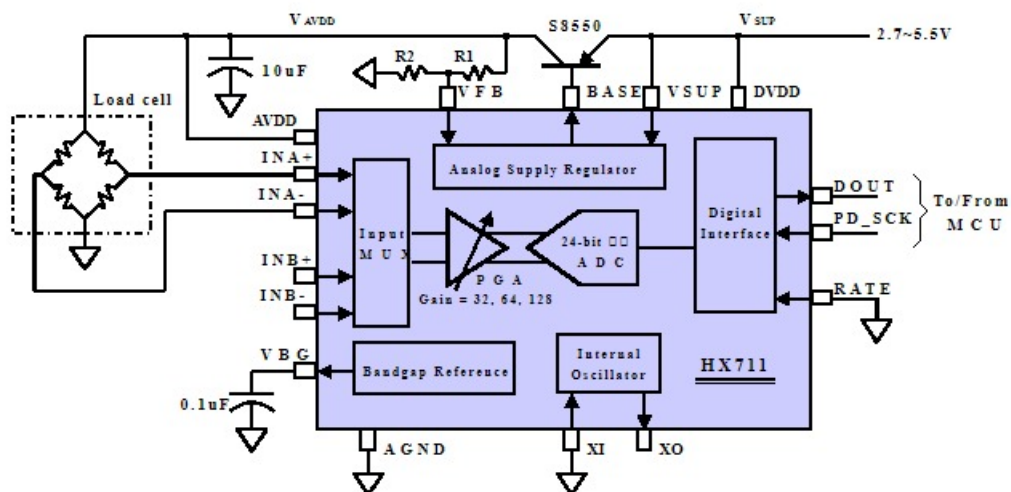 S8550
VAVDD
VSUP
2.7~5.5V
R2
R1
10uF
VFB
BASE
VSUP
DVDD
Load cell
AVDD
INA+
Analog Supply Regulator
INA-
DOUT
To/From
MCU
PD_SCK
Input
MUX
Digital
Interface
24-bit
ADC
PGA
INB+
Gain = 32, 64, 128
INB-
RATE
VBG
Bandgap Reference
Internal
Oscillator
HX711
0.1uF
AGND
XI
XO